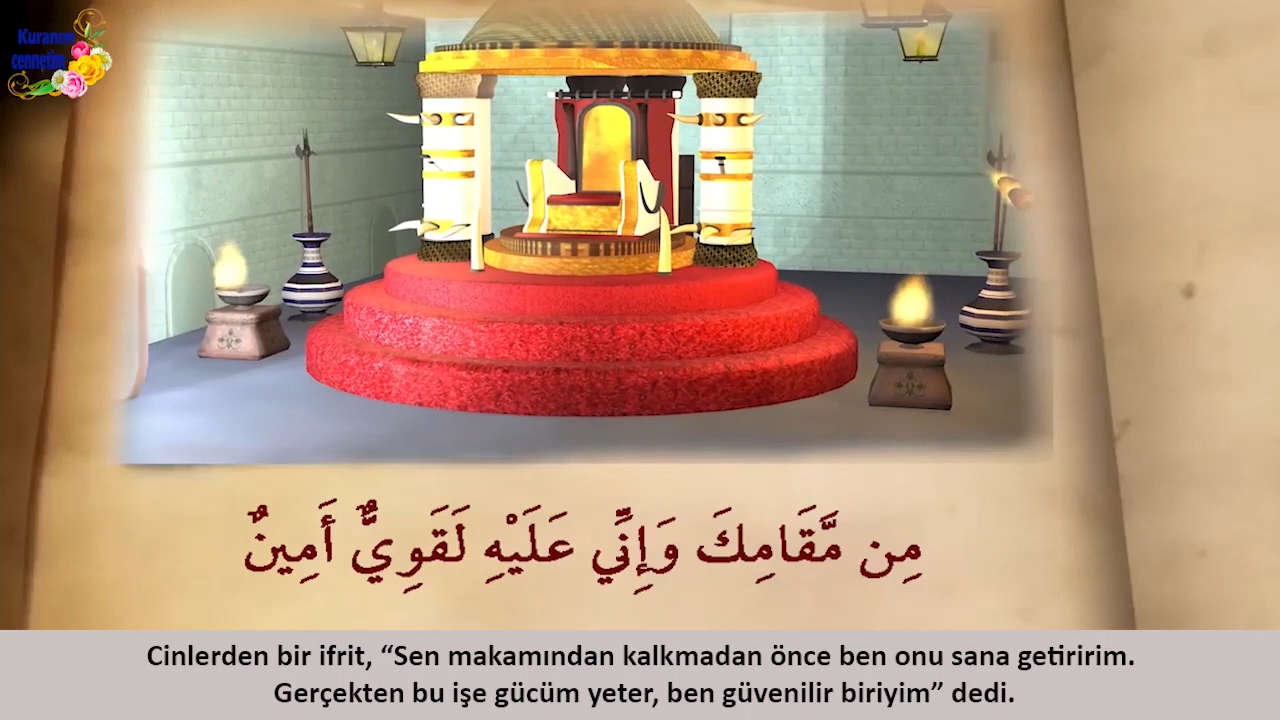 Kuranım
cennetim
مِن مَّقَامِكَ وَإِنِّي عَلَيْهِ لَقَوِيٌّ أَمِينٌ
Cinlerden bir ifrit, “Sen makamından kalkmadan önce ben onu sana getiririm.
Gerçekten bu işe gücüm yeter, ben güvenilir biriyim” dedi.